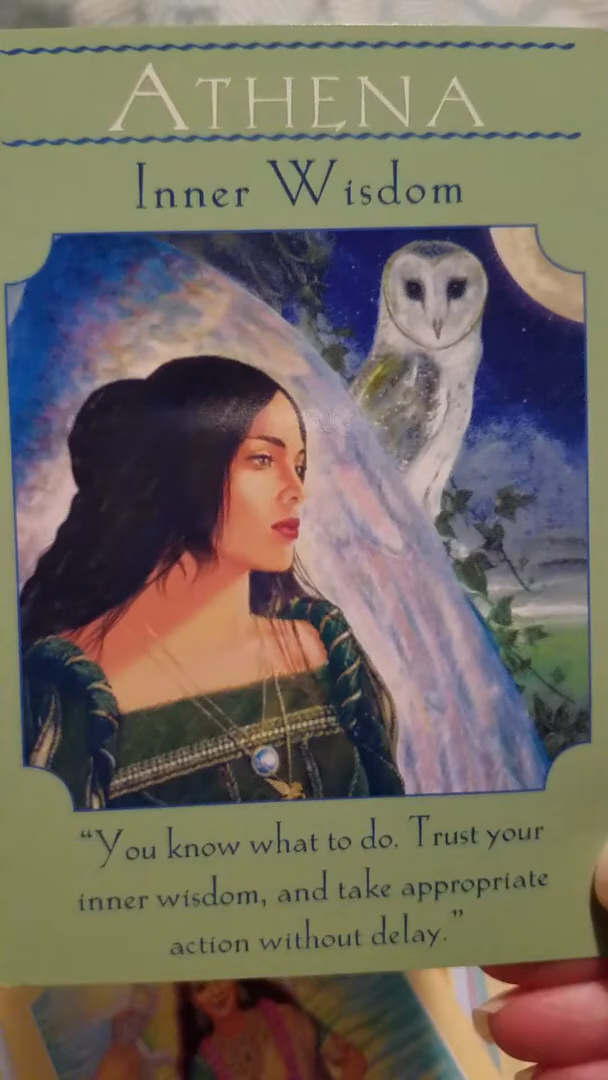 ATHENA
Inner Wisdom
“You know what to do. Trust your
inner wisdom, and take appropriate
action without delay.”